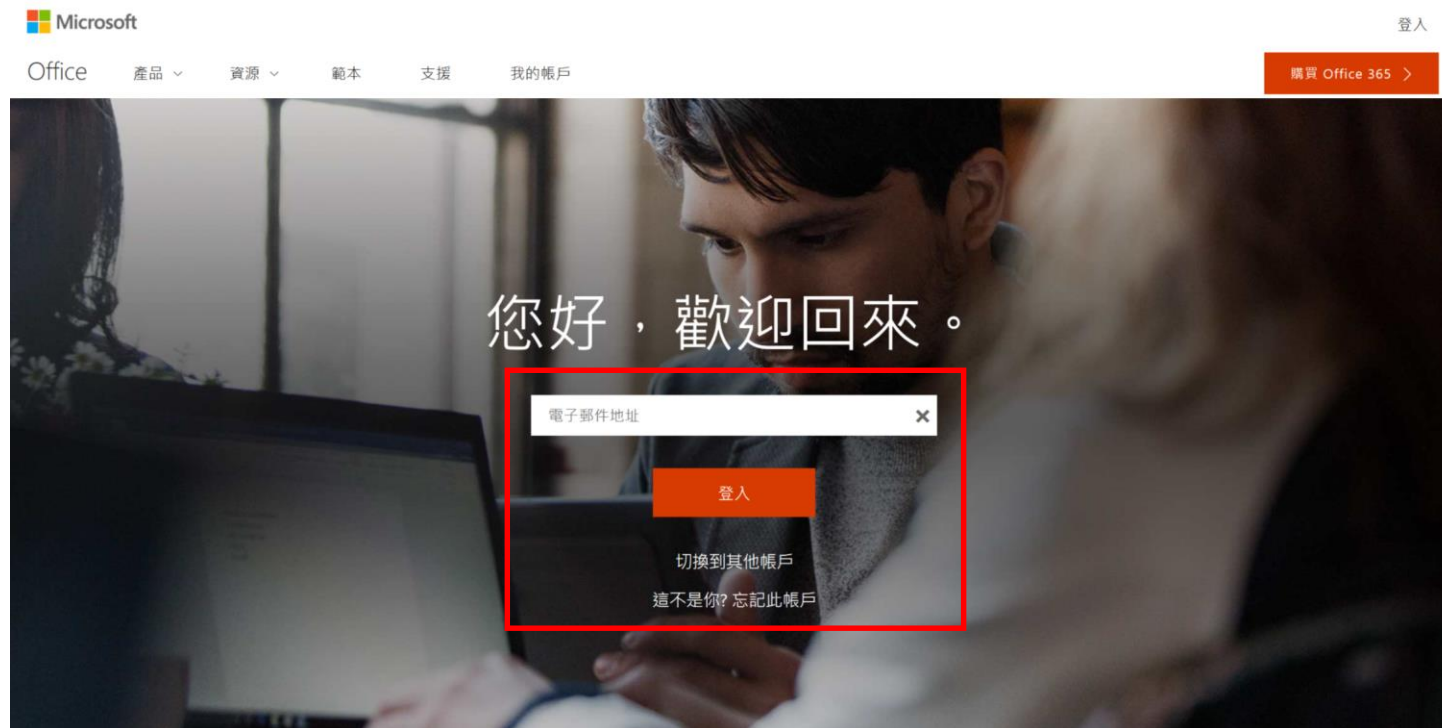 Microsoft
登入
Office 產品 資源 範本 支援 我的帳戶 購買 Office 365
您好，歡迎回來。
電子郵件地址
登入
切換到其他帳戶
這不是你? 忘記此帳戶